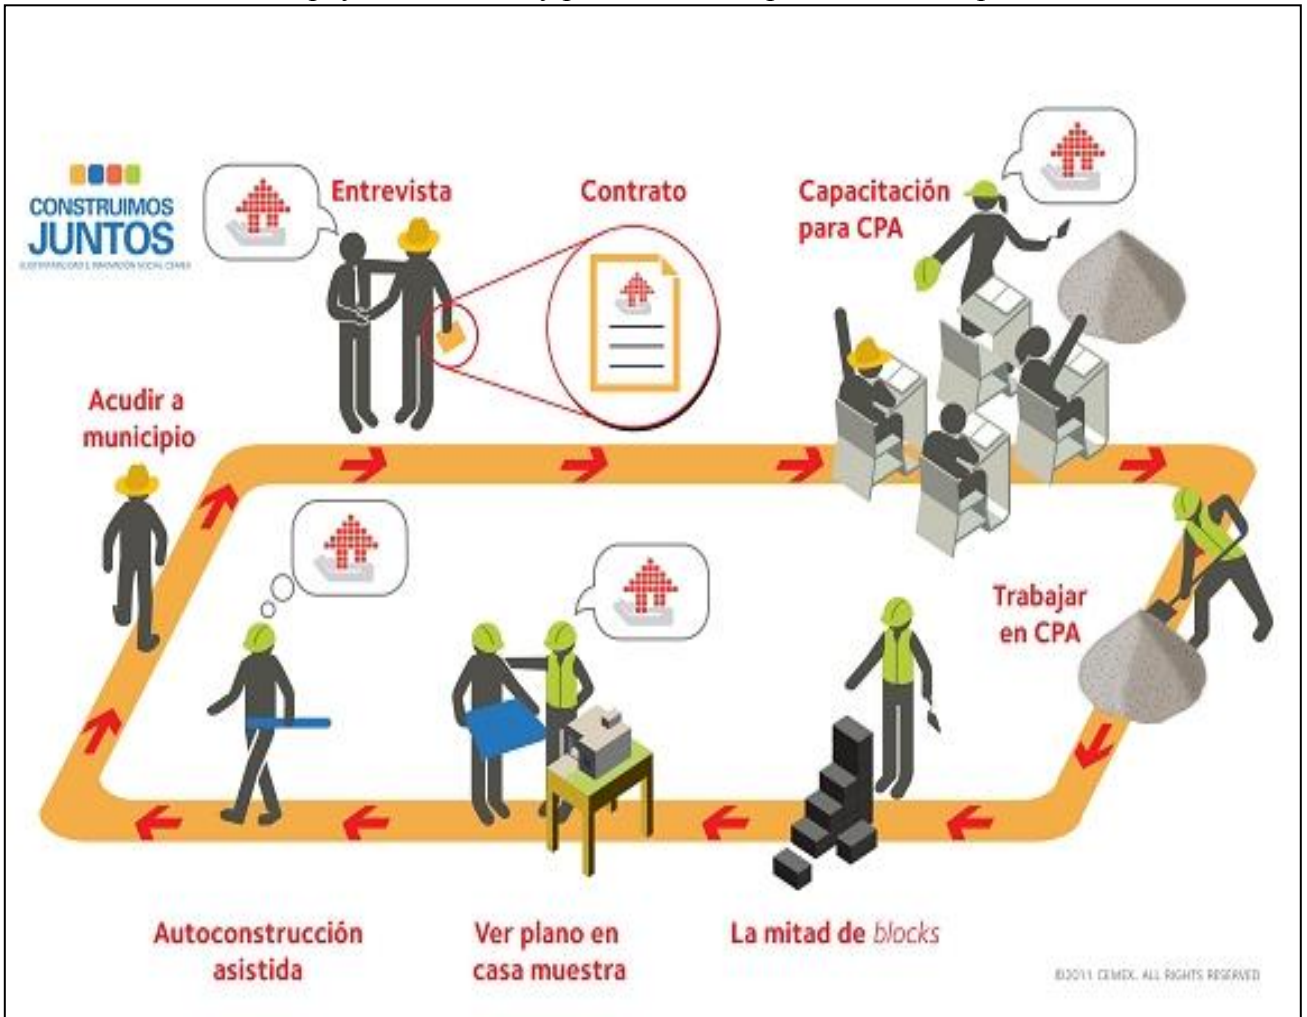 CONSTRUIMOS
JUNTOS
Entrevista
Contrato
Capacitación
para CPA
Acudir a
municipio
Trabajar
en CPA
Autoconstrucción
asistida
Ver plano en
casa muestra
La mitad de blocks
©2011 CEMEX. ALL RIGHTS RESERVED